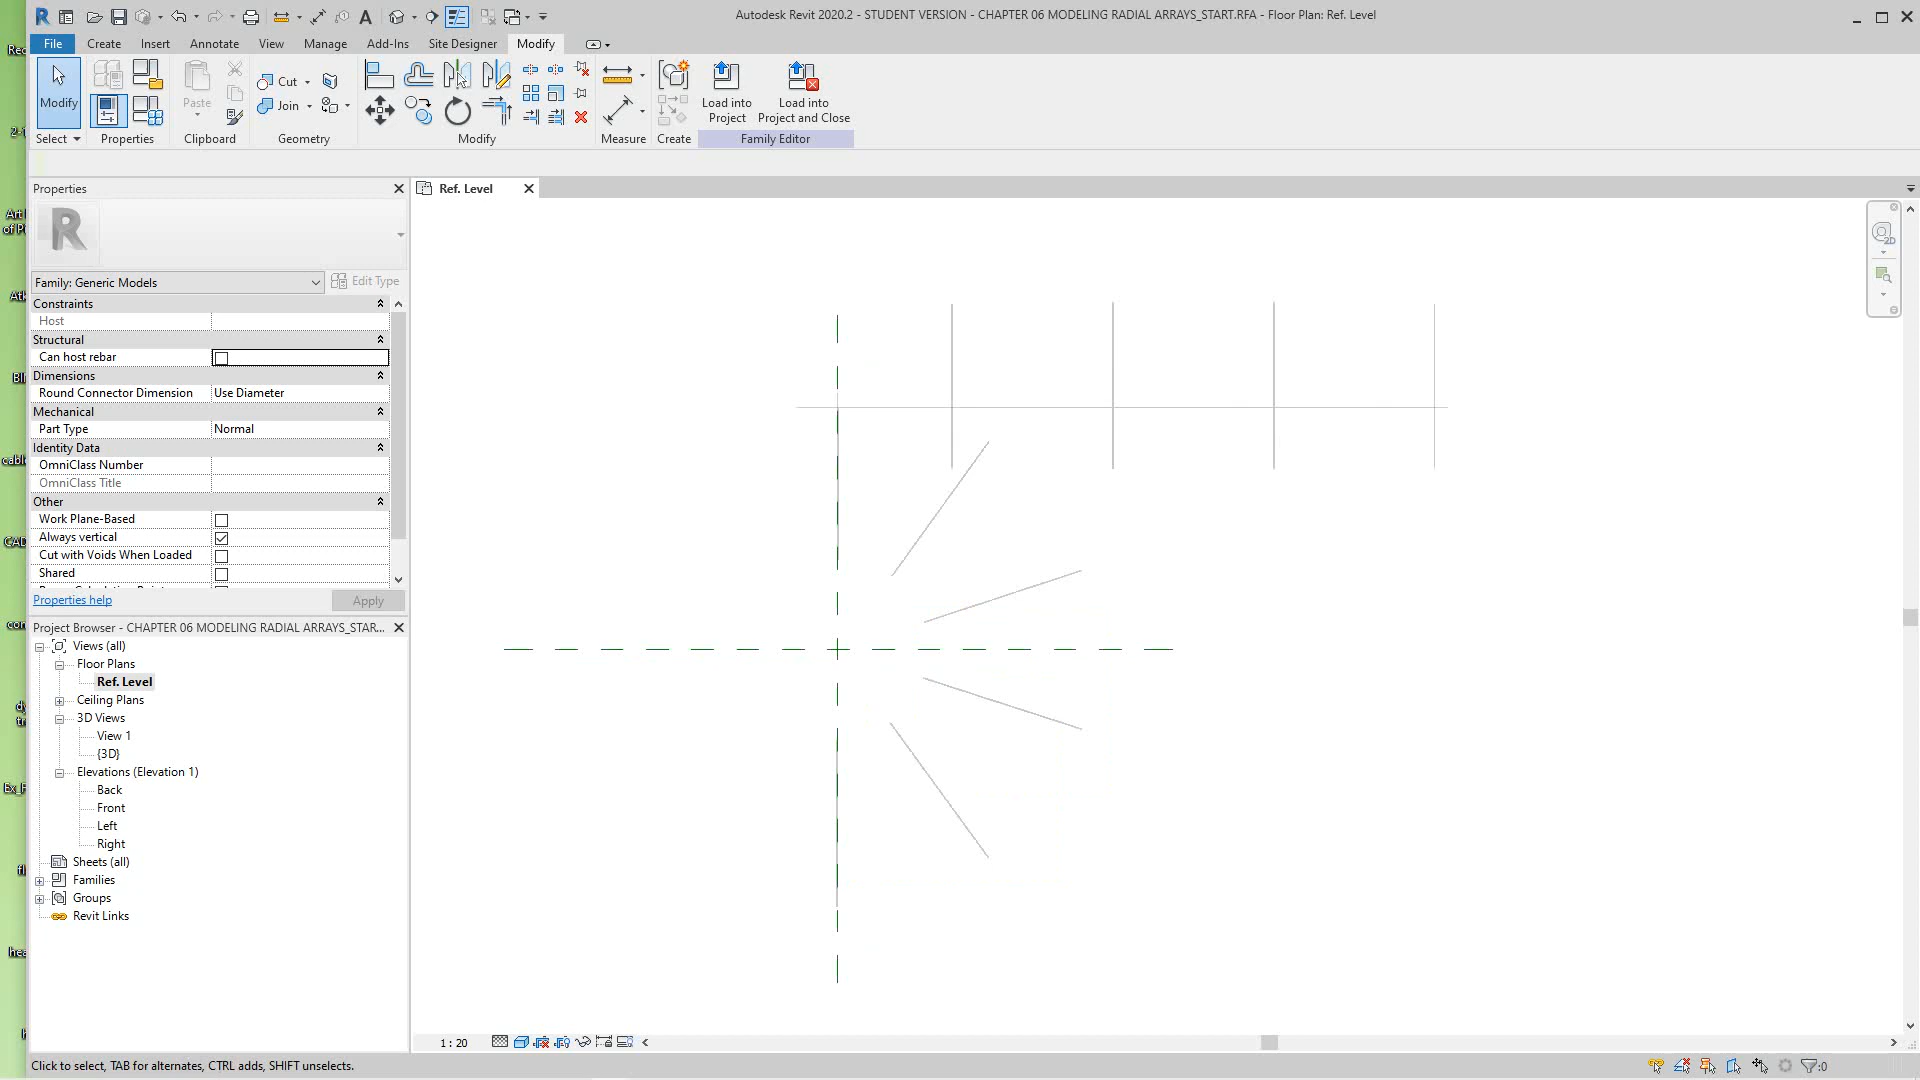 Autodesk Revit 2020.2 - STUDENT VERSION - CHAPTER 06 MODELING RADIAL ARRAYS_START.RFA - Floor Plan: Ref. Level
File Create Insert Annotate View Manage Add-Ins Site Designer Modify
Modify
Paste
Cut
Join
Load into
Project
Load into
Project and Close
Select Properties Clipboard Geometry Modify Measure Create Family Editor
Properties
Ref. Level
R
Family: Generic Models
Edit Type
Constraints
Host
Structural
Can host rebar
Dimensions
Round Connector Dimension Use Diameter
Mechanical
Part Type Normal
Identity Data
OmniClass Number
OmniClass Title
Other
Work Plane-Based
Always vertical
Cut with Voids When Loaded
Shared
Properties help
Apply
Project Browser - CHAPTER 06 MODELING RADIAL ARRAYS_STAR...
Views (all)
Floor Plans
Ref. Level
Ceiling Plans
3D Views
View 1
{3D}
Elevations (Elevation 1)
Back
Front
Left
Right
Sheets (all)
Families
Groups
Revit Links
2D
1 : 20
Click to select, TAB for alternates, CTRL adds, SHIFT unselects.
:0